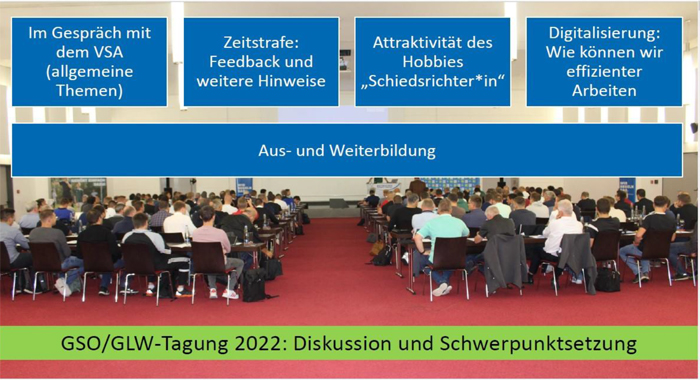 Im Gespräch mit
dem VSA
(allgemeine
Themen)
Zeitstrafe:
Feedback und
weitere Hinweise
Attraktivität des
Hobbies
„Schiedsrichter*in“
Digitalisierung:
Wie können wir
effizienter
Arbeiten
Aus- und Weiterbildung
GSO/GLW-Tagung 2022: Diskussion und Schwerpunktsetzung